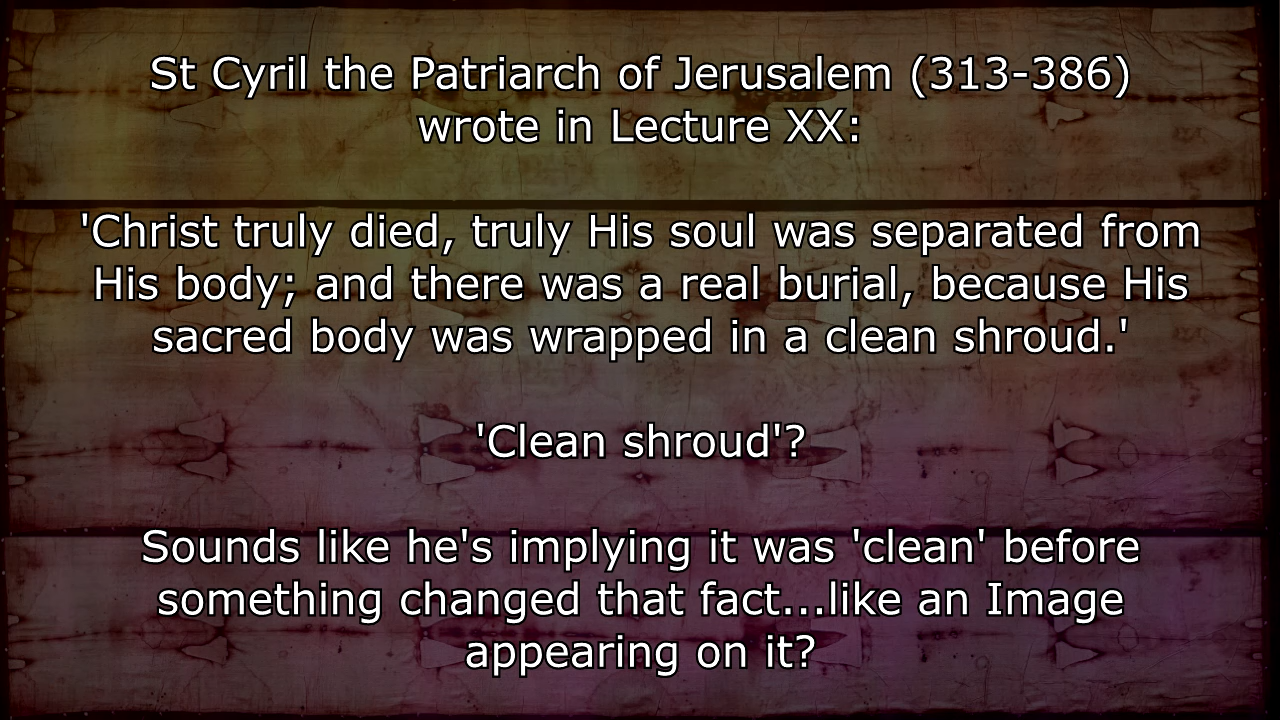 St Cyril the Patriarch of Jerusalem (313-386)
wrote in Lecture XX:
'Christ truly died, truly His soul was separated from
His body; and there was a real burial, because His
sacred body was wrapped in a clean shroud.'
'Clean shroud'?
Sounds like he's implying it was 'clean' before
something changed that fact...like an Image
appearing on it?